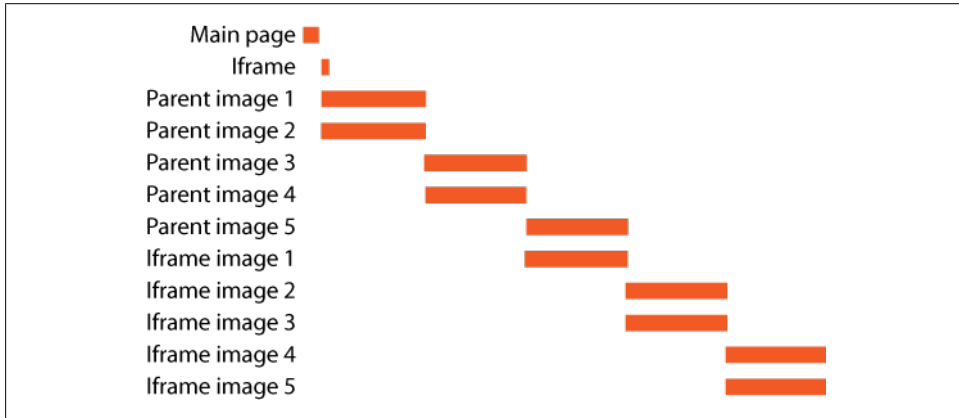 Main page
Iframe
Parent image 1
Parent image 2
Parent image 3
Parent image 4
Parent image 5
Iframe image 1
Iframe image 2
Iframe image 3
Iframe image 4
Iframe image 5